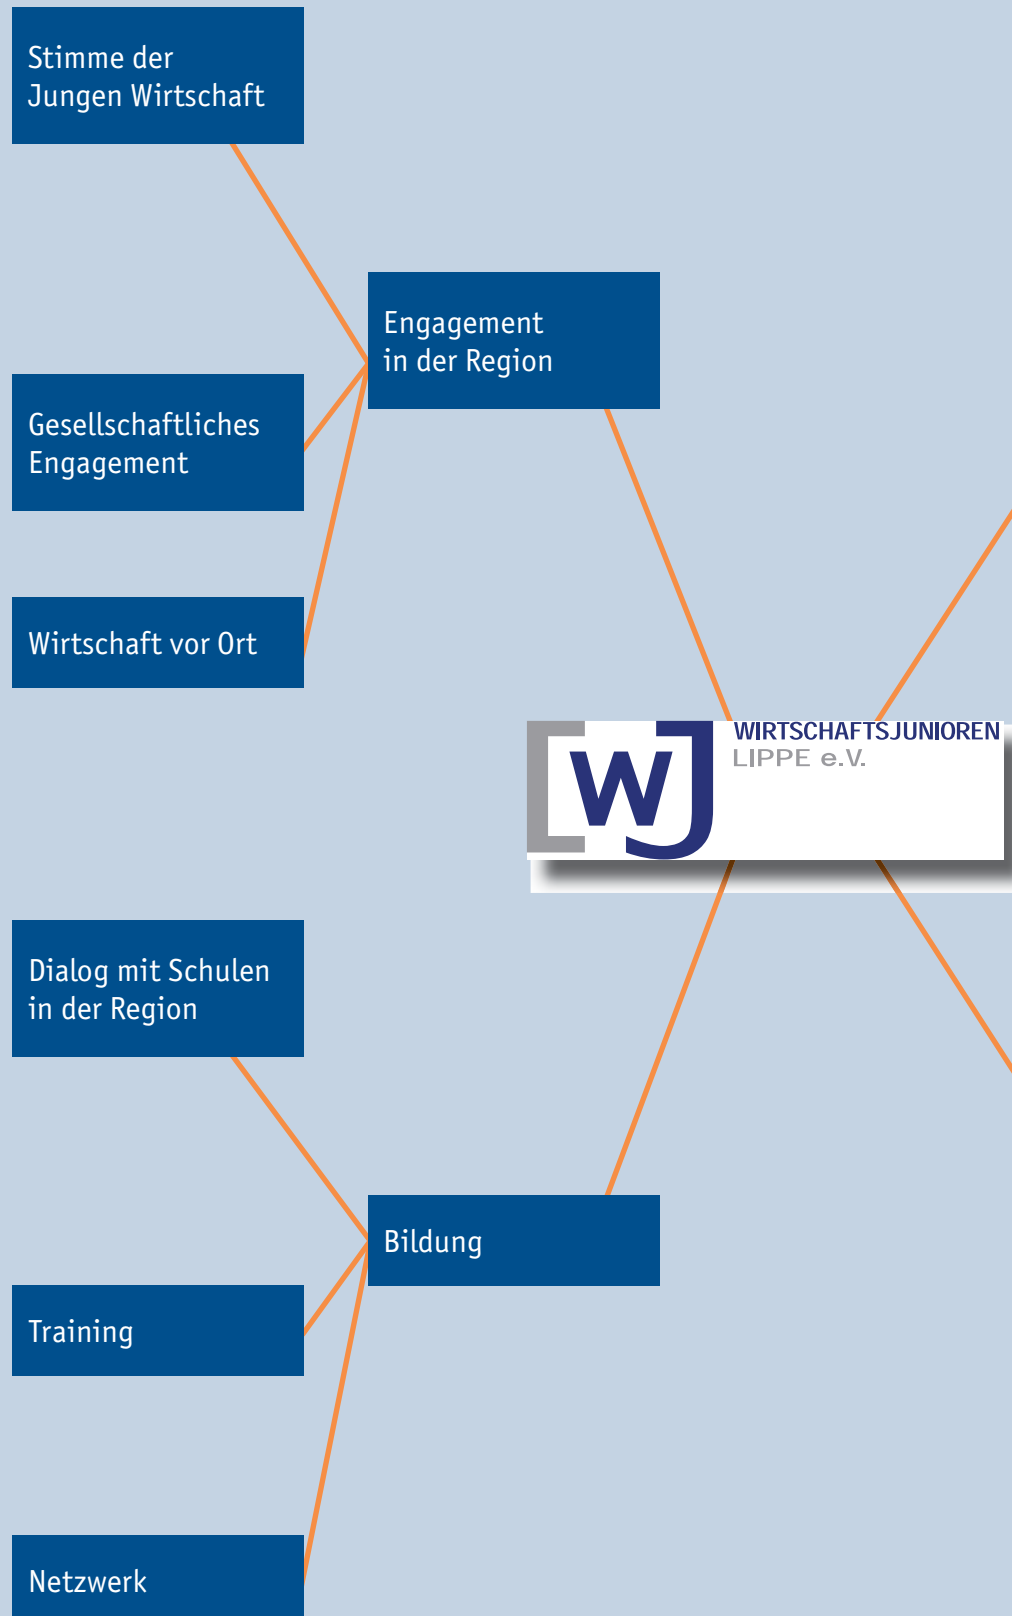 Stimme der
Jungen Wirtschaft
Engagement
in der Region
Gesellschaftliches
Engagement
Wirtschaft vor Ort
WJ
WIRTSCHAFTSJUNIOREN
LIPPE e.V.
Dialog mit Schulen
in der Region
Bildung
Training
Netzwerk